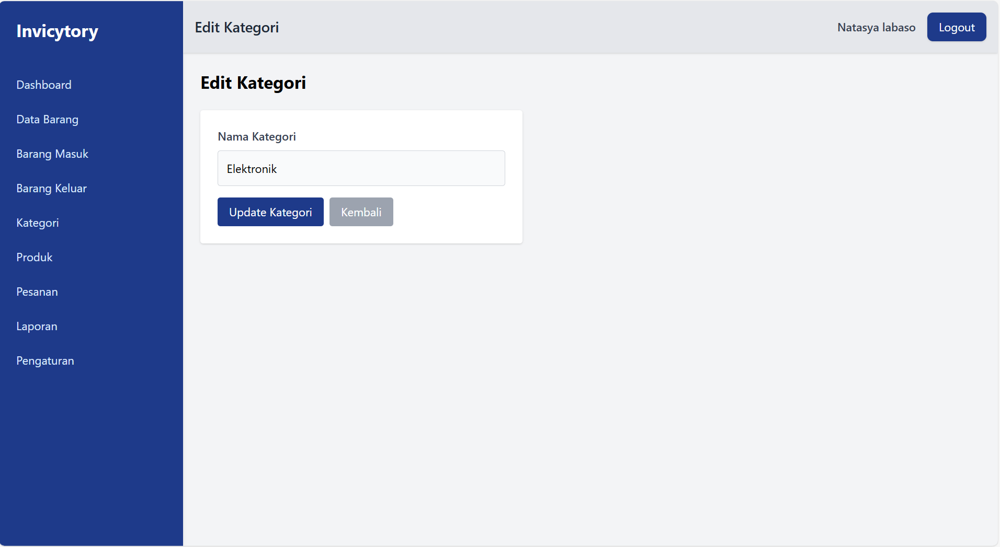 Invicytory
Dashboard
Data Barang
Barang Masuk
Barang Keluar
Kategori
Produk
Pesanan
Laporan
Pengaturan
Edit Kategori
Natasya labaso
Logout
Edit Kategori
Nama Kategori
Elektronik
Update Kategori
Kembali